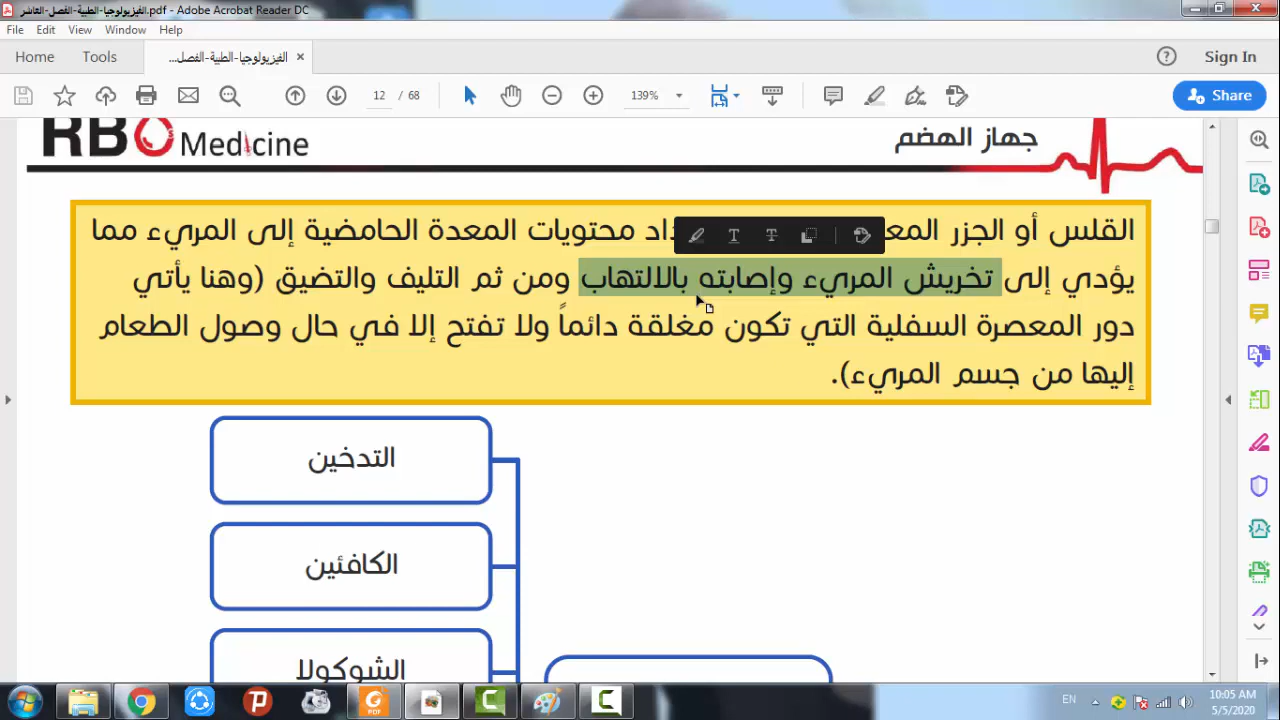 الفيزيولوجيا-الطبية-الفصل-العاشر.pdf - Adobe Acrobat Reader DC
File Edit View Window Help
Home Tools الفيزيولوجيا-الطبية-الفصل... × Sign In
12 / 68 139% Share
RBCs Medicine جهاز الهضم
القلس أو الجزر داد محتويات المعدة الحامضية إلى المريء مما
يؤدي إلى تخريش المريء وإصابته بالالتهاب ومن ثم التليف والتضيق (وهنا يأتي
دور المعصرة السفلية التي تكون مغلقة دائماً ولا تفتح إلا في حال وصول الطعام
إليها من جسم المريء).
التدخين
الكافئين
الشوكولا
EN 10:05 AM
5/5/2020